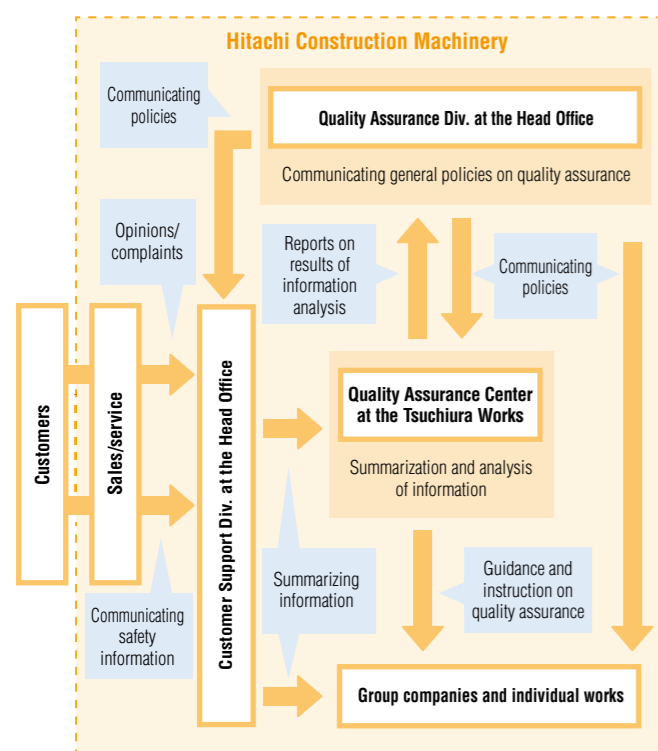 Hitachi Construction Machinery
Communicating
policies
Quality Assurance Div. at the Head Office
Communicating general policies on quality assurance
Opinions/
complaints
Reports on
results of
information
analysis
Communicating
policies
Customers
Sales/service
Customer Support Div. at the Head Office
Quality Assurance Center
at the Tsuchiura Works
Summarization and analysis
of information
Summarizing
information
Guidance and
instruction on
quality assurance
Communicating
safety
information
Group companies and individual works